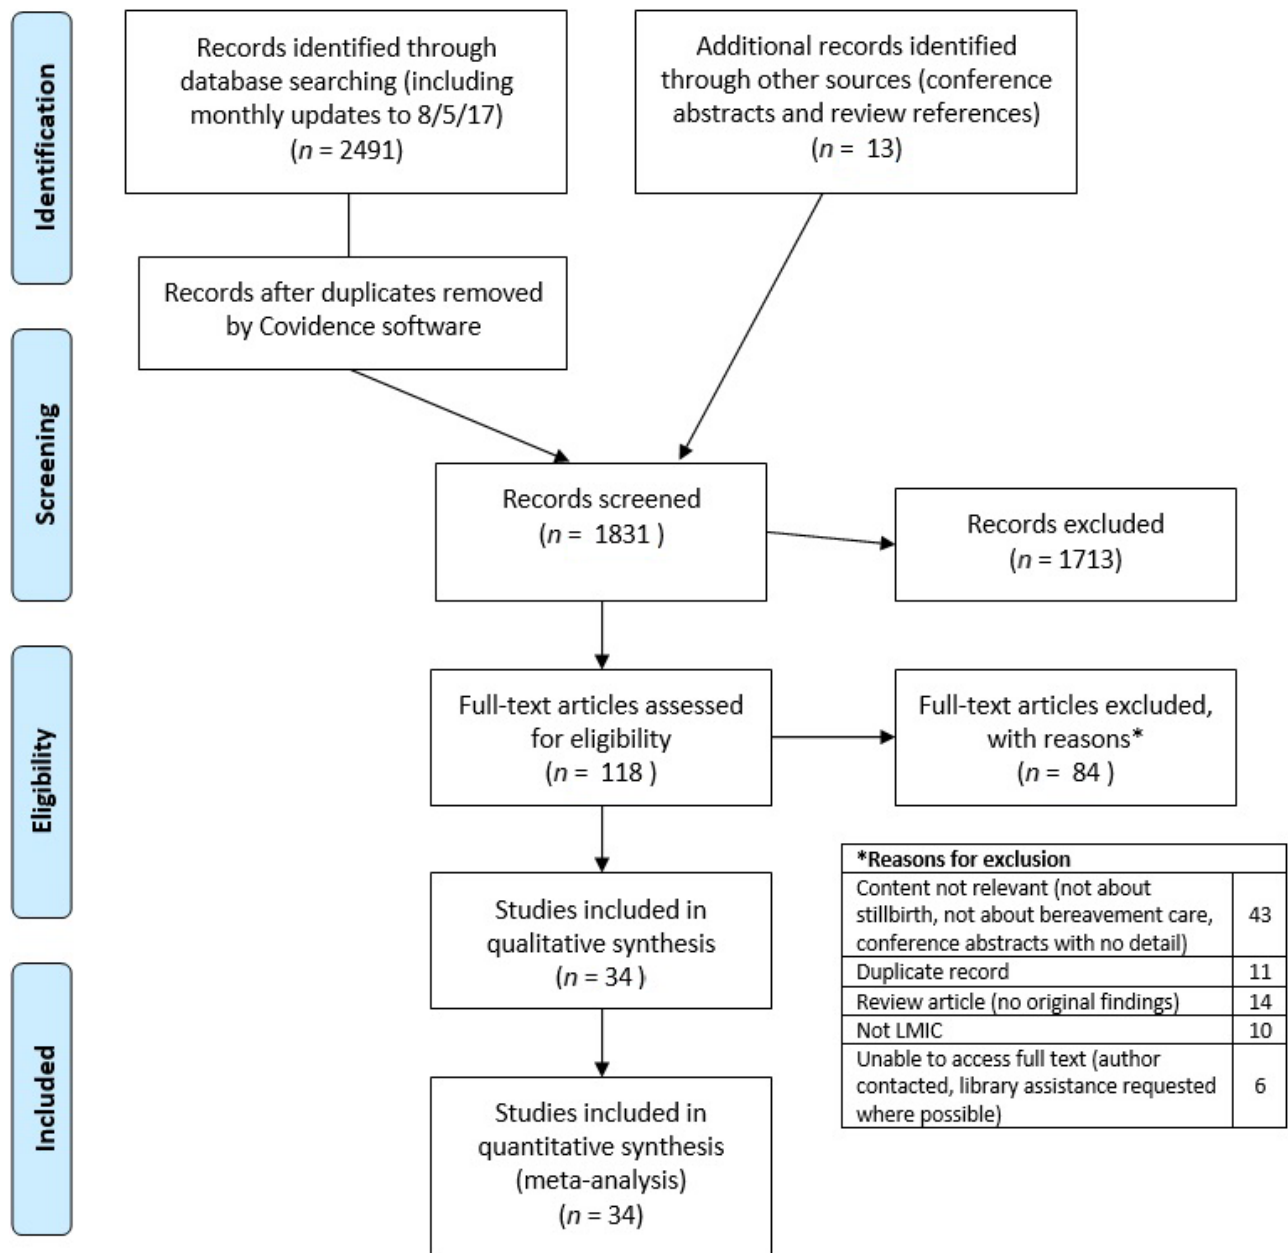 Identification
Records identified through
database searching (including
monthly updates to 8/5/17)
(n = 2491)
Additional records identified
through other sources (conference
abstracts and review references)
(n = 13)
Records after duplicates removed
by Covidence software
Screening
Records screened
(n = 1831 )
Records excluded
(n = 1713)
Eligibility
Full-text articles assessed
for eligibility
(n = 118 )
Full-text articles excluded,
with reasons*
(n = 84 )
*Reasons for exclusion
Content not relevant (not about
stillbirth, not about bereavement care,
conference abstracts with no detail)
43
Duplicate record 11
Review article (no original findings) 14
Not LMIC 10
Unable to access full text (author
contacted, library assistance requested
where possible)
6
Studies included in
qualitative synthesis
(n = 34 )
Included
Studies included in
quantitative synthesis
(meta-analysis)
(n = 34)